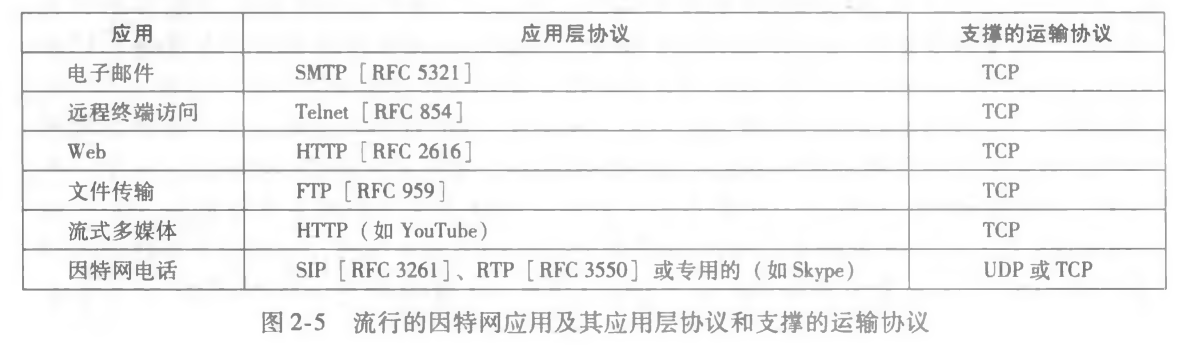 应用 应用层协议 支撑的运输协议
电子邮件 SMTP［RFC 5321］ TCP
远程终端访问 Telnet［RFC 854］ TCP
Web HTTP［RFC 2616］ TCP
文件传输 FTP［RFC 959］ TCP
流式多媒体 HTTP（如 YouTube） TCP
因特网电话 SIP［RFC 3261］、RTP［RFC 3550］或专用的（如 Skype） UDP 或 TCP
图 2-5 流行的因特网应用及其应用层协议和支撑的运输协议